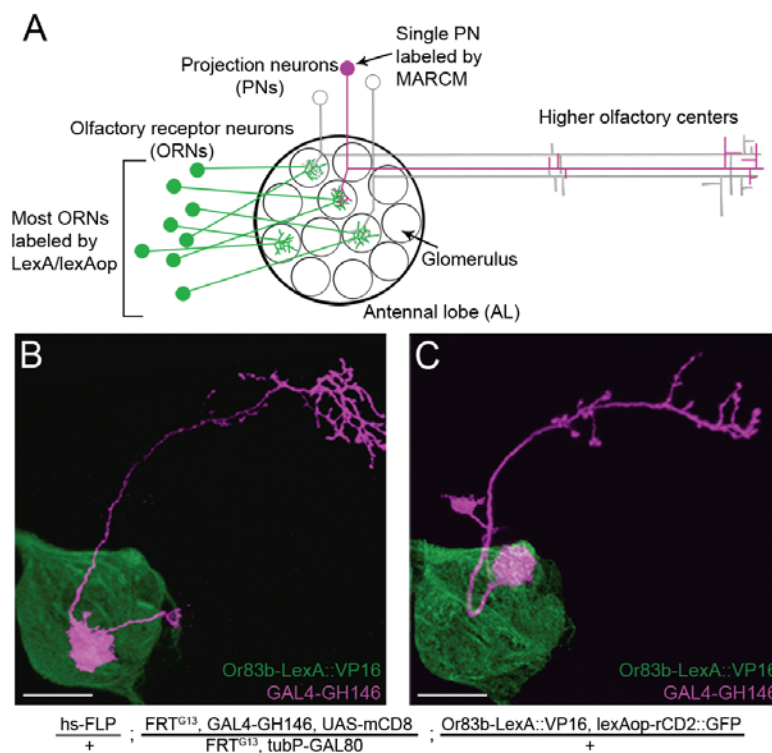 A
Single PN
labeled by
MARCM
Projection neurons
(PNs)
Higher olfactory centers
Olfactory receptor neurons
(ORNs)
Most ORNs
labeled by
LexA/lexAop
Glomerulus
Antennal lobe (AL)
B
Or83b-LexA::VP16
GAL4-GH146
C
Or83b-LexA::VP16
GAL4-GH146
hs-FLP ; FRTG13, GAL4-GH146, UAS-mCD8 ; Or83b-LexA::VP16, lexAop-rCD2::GFP
+ FRTG13, tubP-GAL80 +